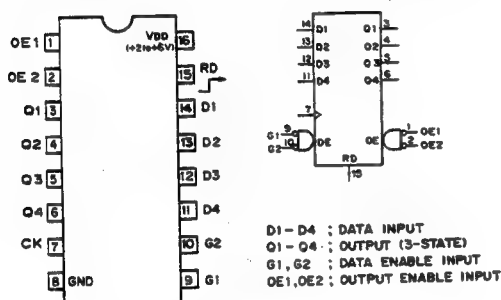 OE1 1
16
VDD
(+2 to +6V)
OE2 2
15 RD
Q1 3
14 D1
Q2 4
13 D2
Q3 5
12 D3
Q4 6
11 D4
CK 7
10 G2
8 GND
9 G1
14 D1 Q1 3
13 D2 Q2 4
12 D3 Q3 5
11 D4 Q4 6
7
G1 9
G2 10
OE OE
1 OE1
2 OE2
RD
15
D1-D4 ; DATA INPUT
Q1-Q4 ; OUTPUT (3-STATE)
G1, G2 ; DATA ENABLE INPUT
OE1, OE2 ; OUTPUT ENABLE INPUT